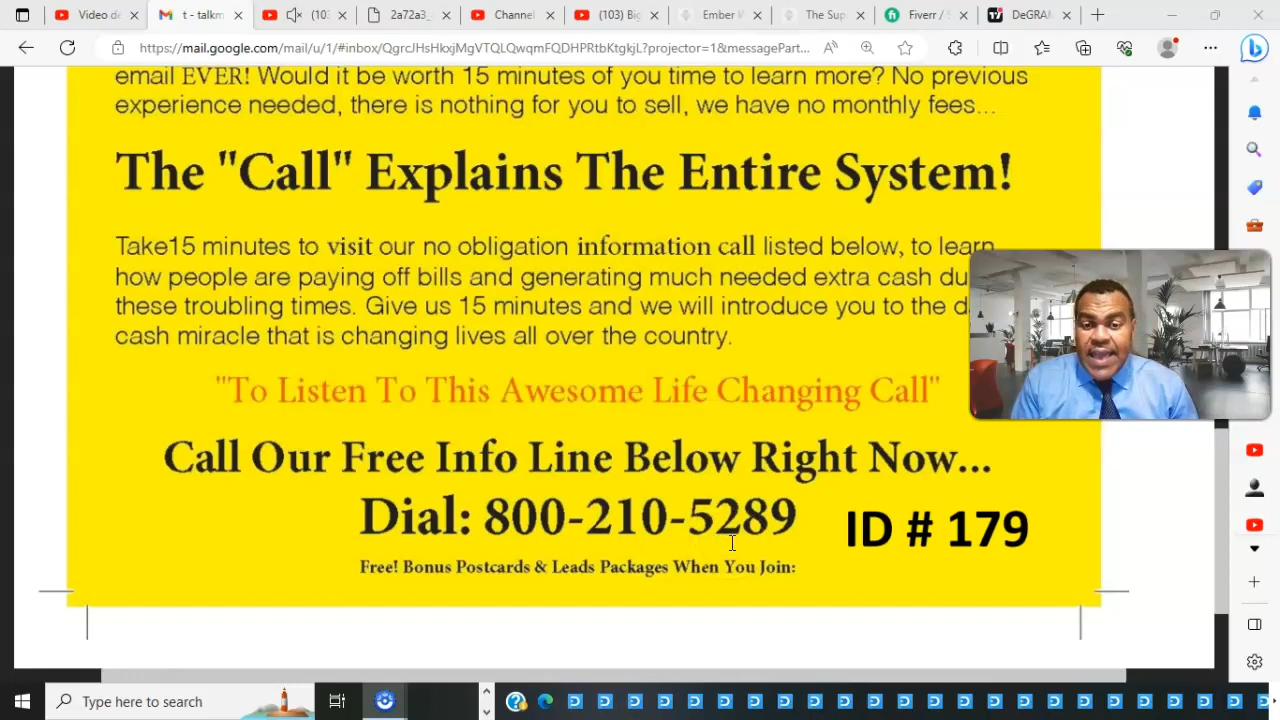 Video de
t - talkm
(103
2a72a3_
Channel
(103) Big
Ember W
The Sup
Fiverr / S
DeGRAM
https://mail.google.com/mail/u/1/#inbox/QgrcJHsHkxjMgVTQLQwqmFQDHPRtbKtgkjL?projector=1&messagePart...
email EVER! Would it be worth 15 minutes of you time to learn more? No previous
experience needed, there is nothing for you to sell, we have no monthly fees...
The "Call" Explains The Entire System!
Take15 minutes to visit our no obligation information call listed below, to learn
how people are paying off bills and generating much needed extra cash du
these troubling times. Give us 15 minutes and we will introduce you to the d
cash miracle that is changing lives all over the country.
"To Listen To This Awesome Life Changing Call"
Call Our Free Info Line Below Right Now...
Dial: 800-210-5289
ID # 179
Free! Bonus Postcards & Leads Packages When You Join:
Type here to search